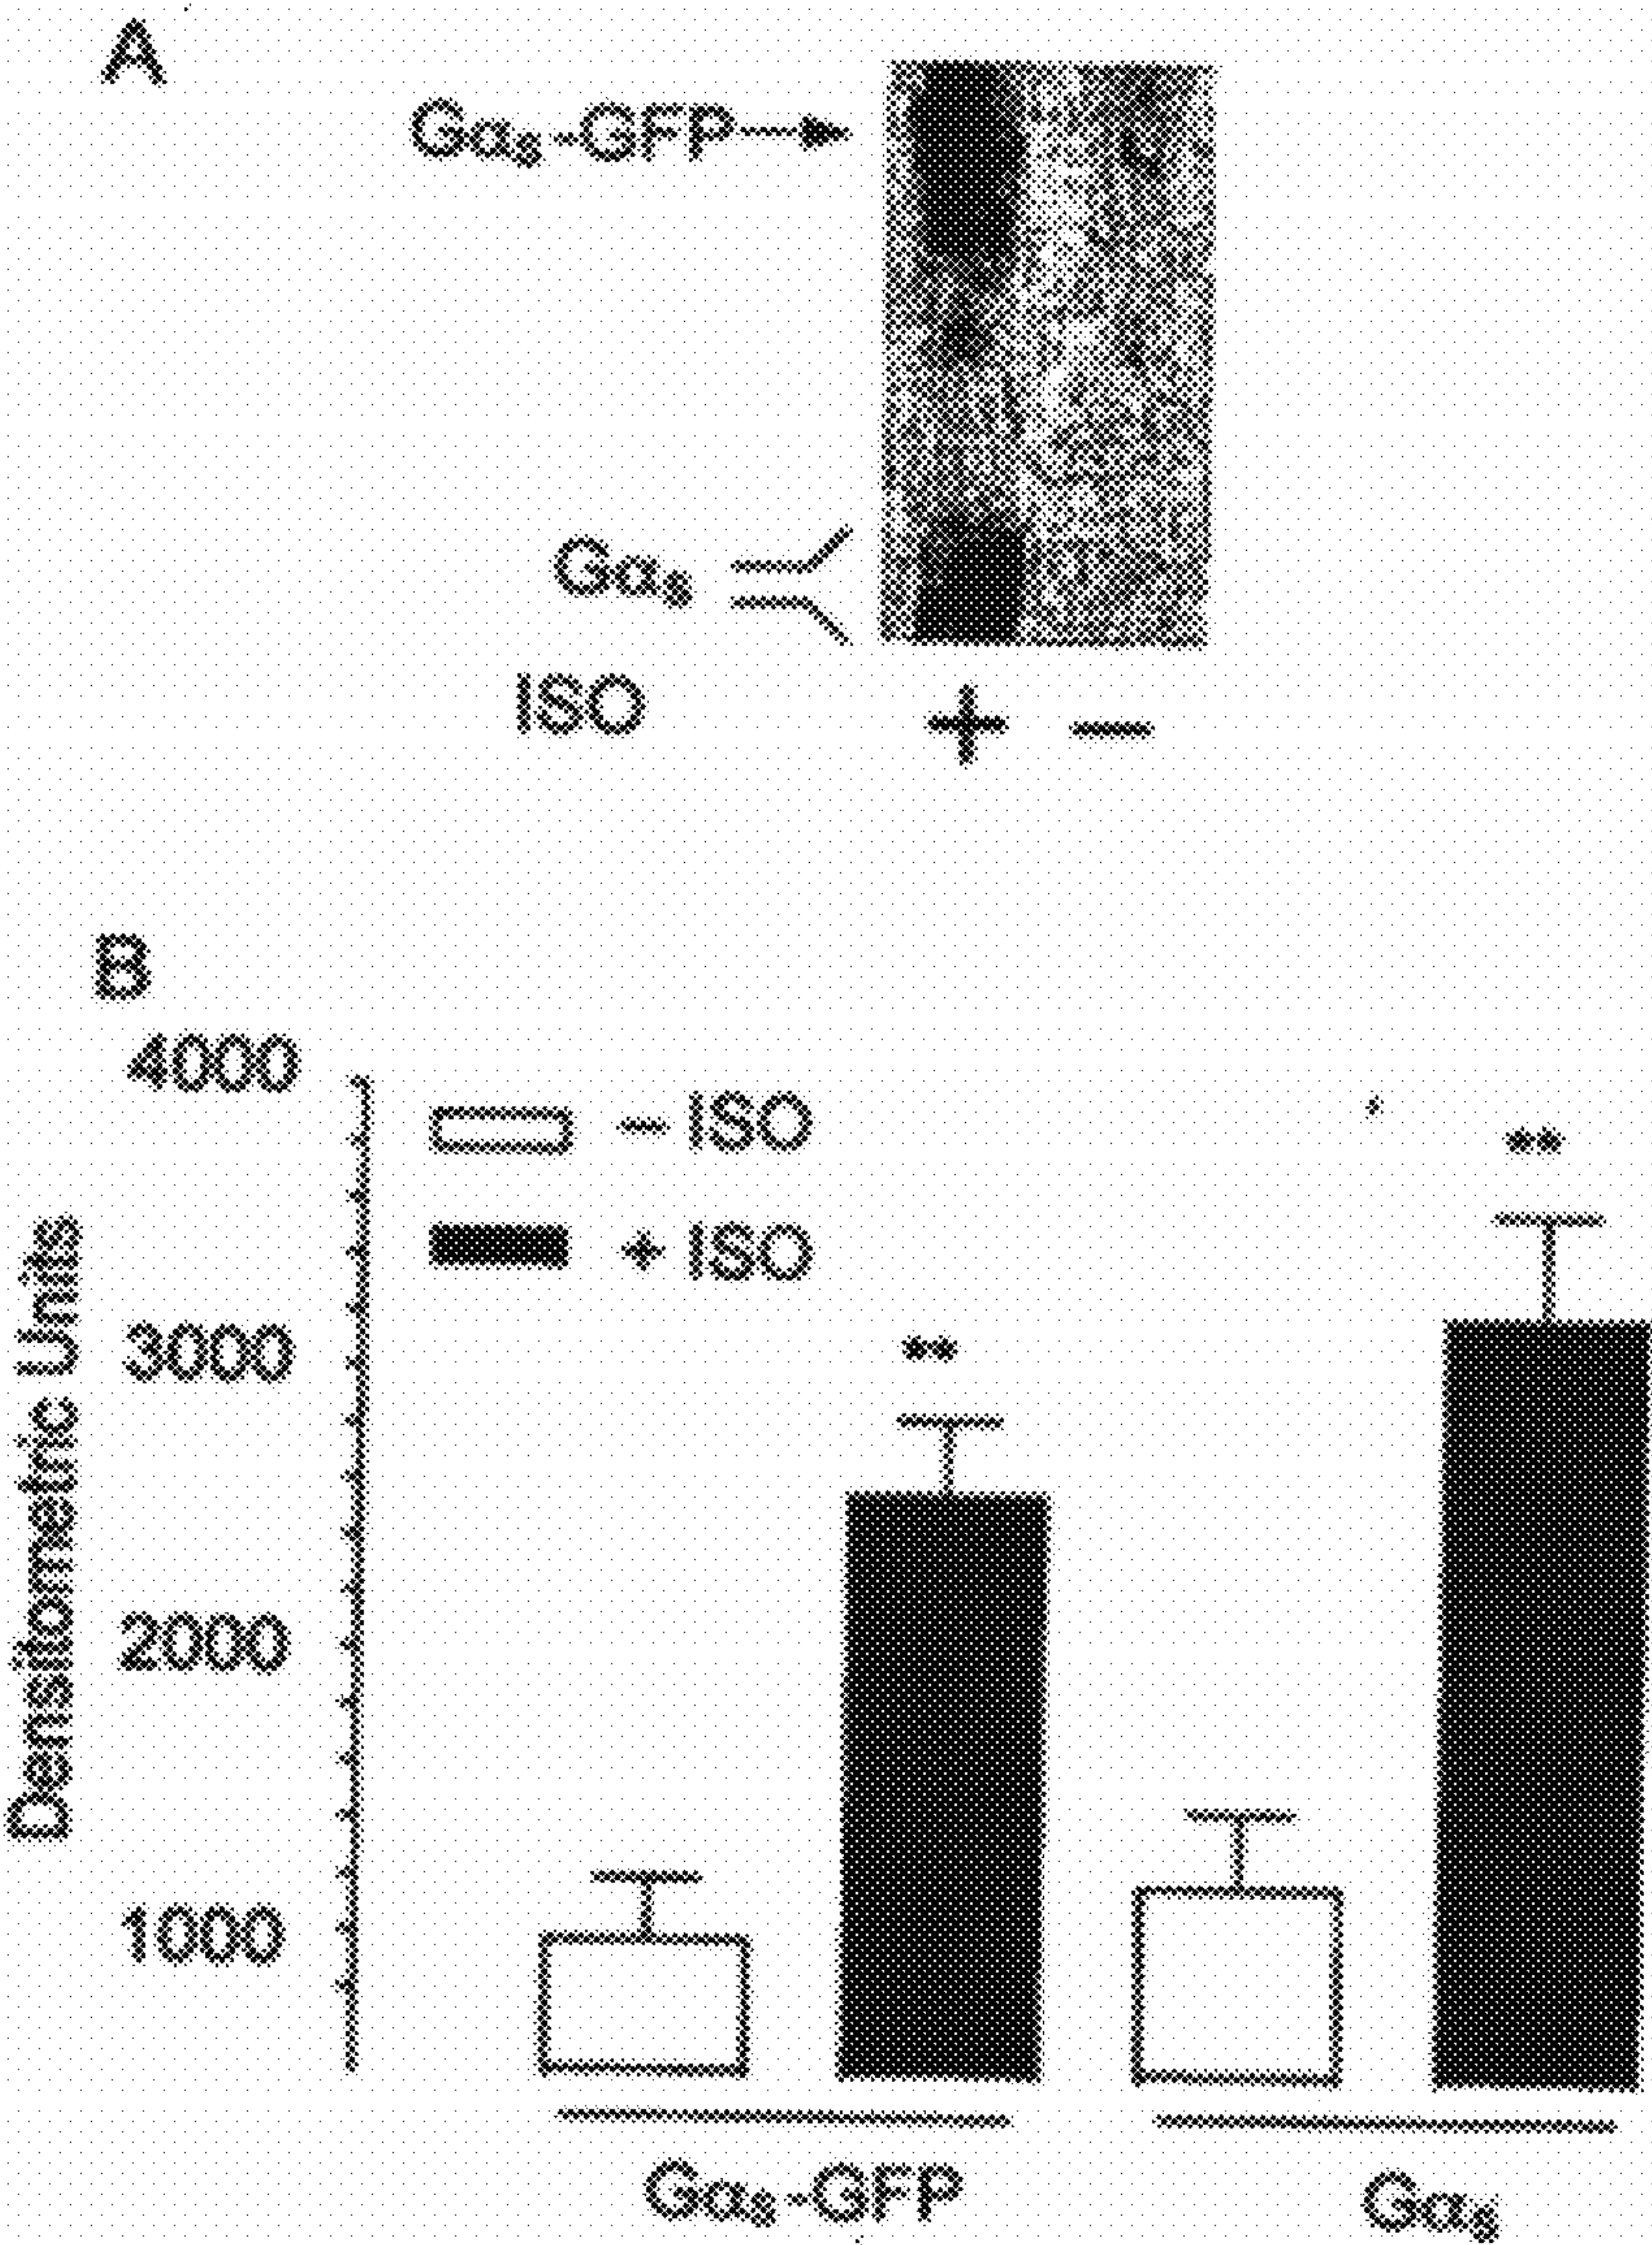 A
Gαs-GFP
Gαs
ISO + −
B
4000
− ISO
+ ISO
**
**
3000
2000
1000
Densitometric Units
Gαs-GFP Gαs